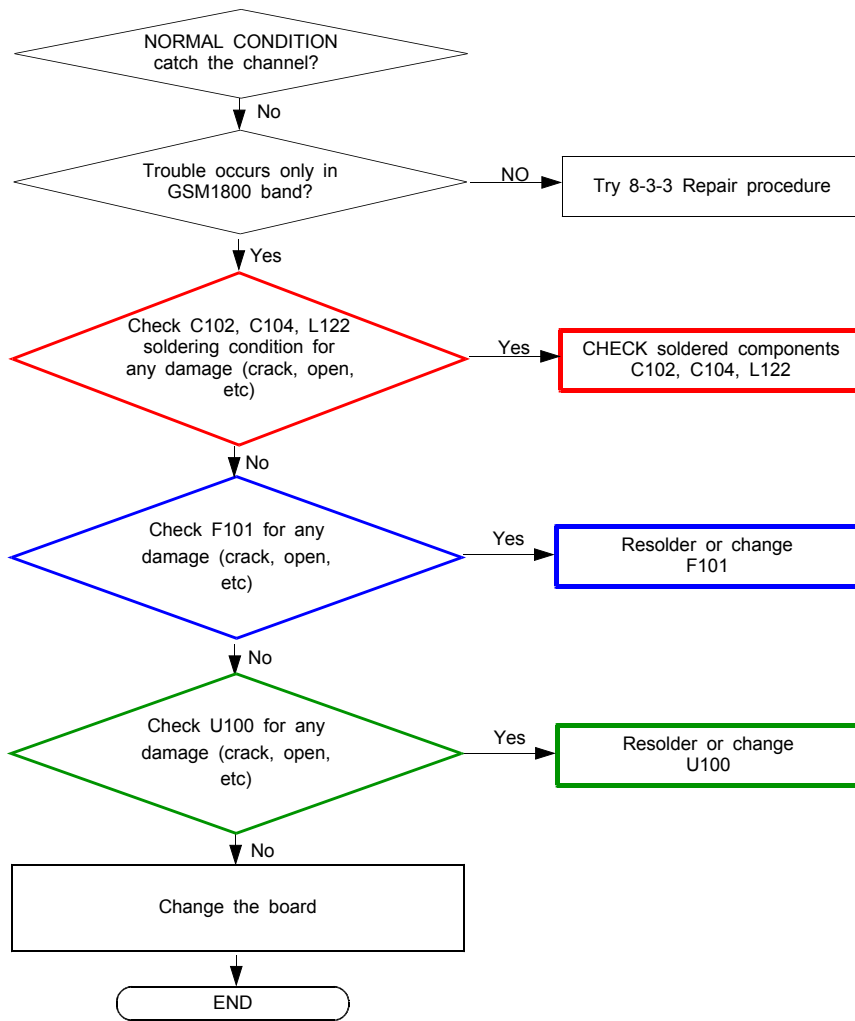 NORMAL CONDITION
catch the channel?
No
Trouble occurs only in
GSM1800 band?
NO
Try 8-3-3 Repair procedure
Yes
Check C102, C104, L122
soldering condition for
any damage (crack, open,
etc)
Yes
CHECK soldered components
C102, C104, L122
No
Check F101 for any
damage (crack, open,
etc)
Yes
Resolder or change
F101
No
Check U100 for any
damage (crack, open,
etc)
Yes
Resolder or change
U100
No
Change the board
END